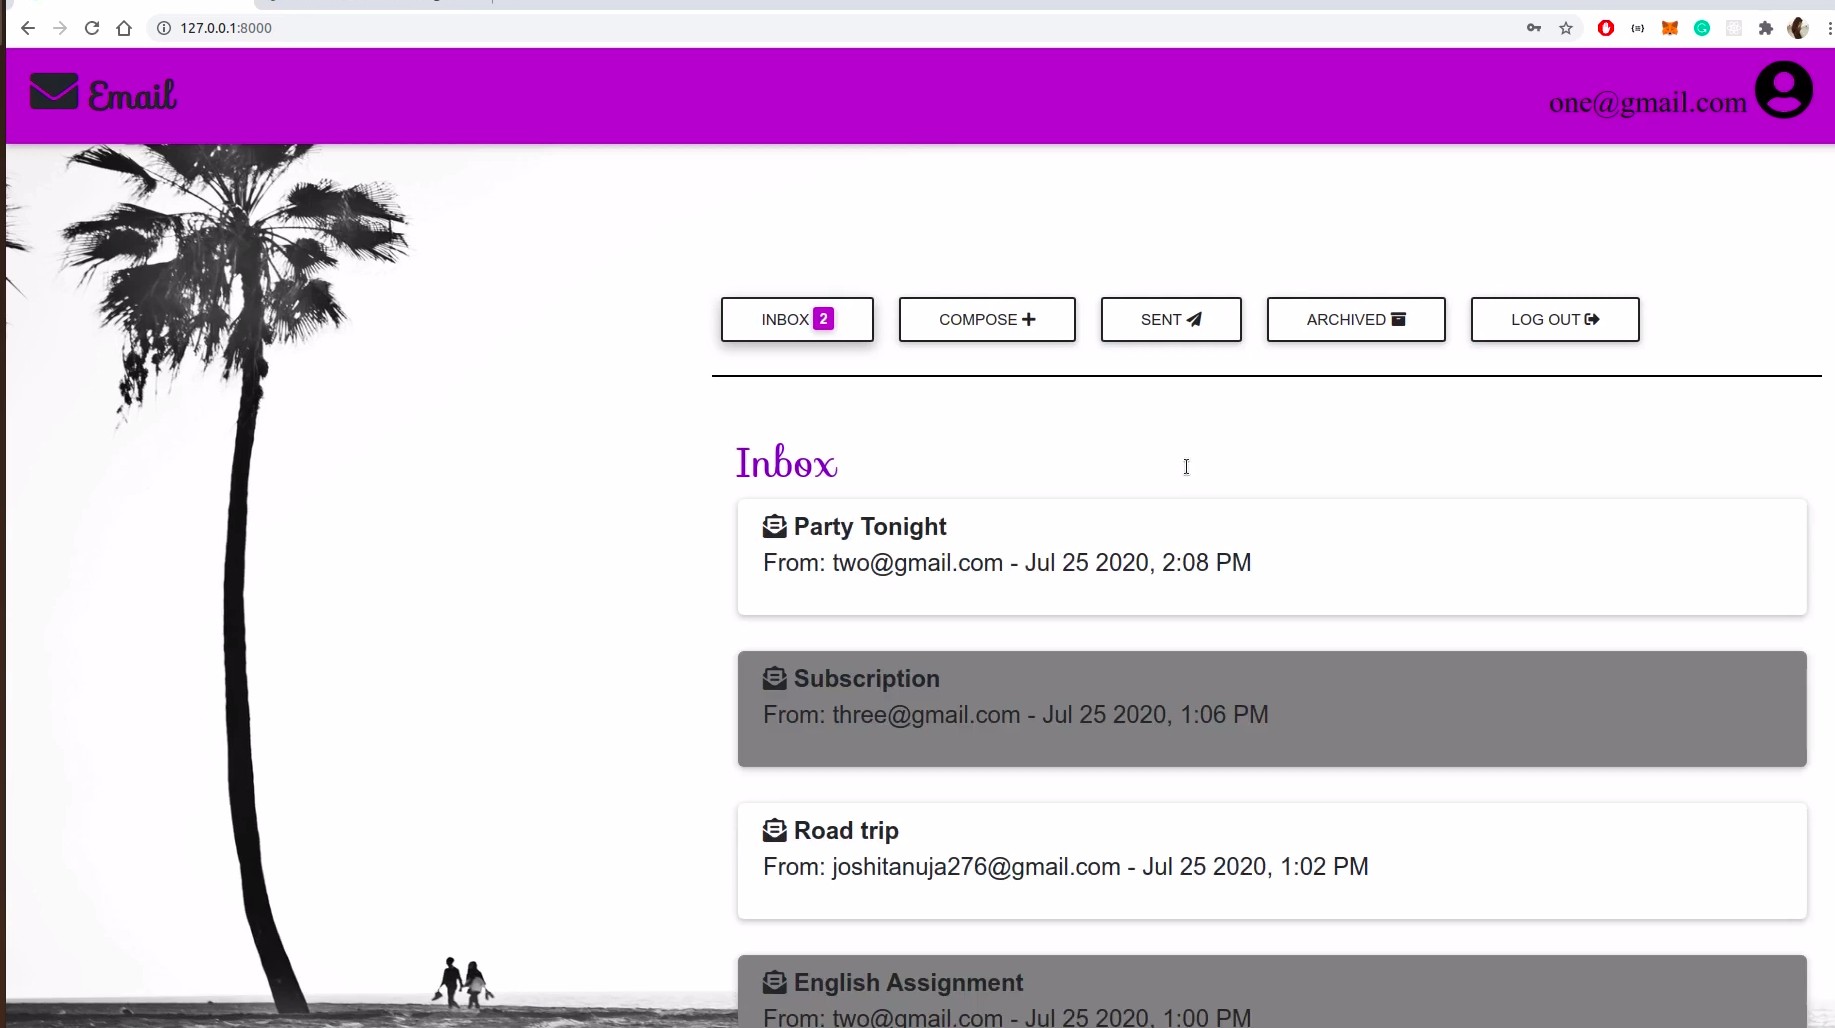 127.0.0.1:8000
Email
one@gmail.com
INBOX 2
COMPOSE
SENT
ARCHIVED
LOG OUT
Inbox
Party Tonight
From: two@gmail.com - Jul 25 2020, 2:08 PM
Subscription
From: three@gmail.com - Jul 25 2020, 1:06 PM
Road trip
From: joshitanuja276@gmail.com - Jul 25 2020, 1:02 PM
English Assignment
From: two@gmail.com - Jul 25 2020, 1:00 PM